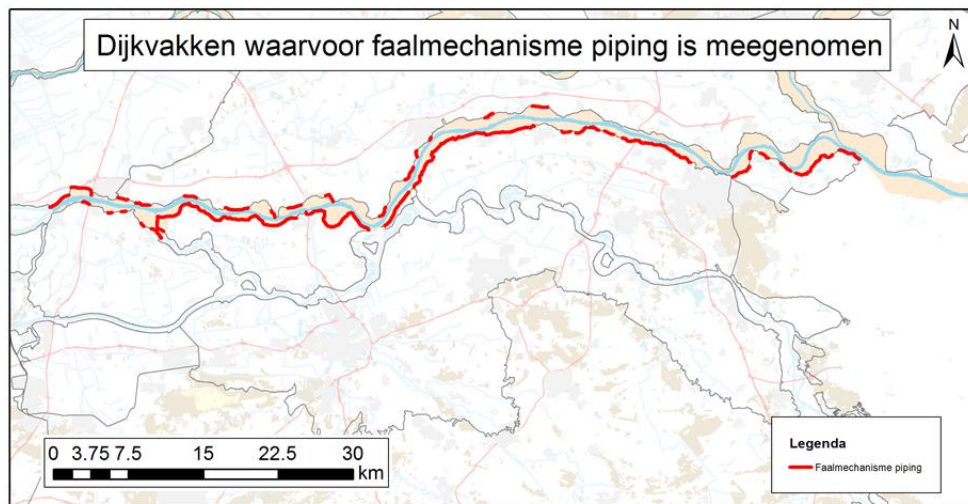 Dijkvakken waarvoor faalmechanisme piping is meegenomen
N
0 3.75 7.5 15 22.5 30
km
Legenda
Faalmechanisme piping